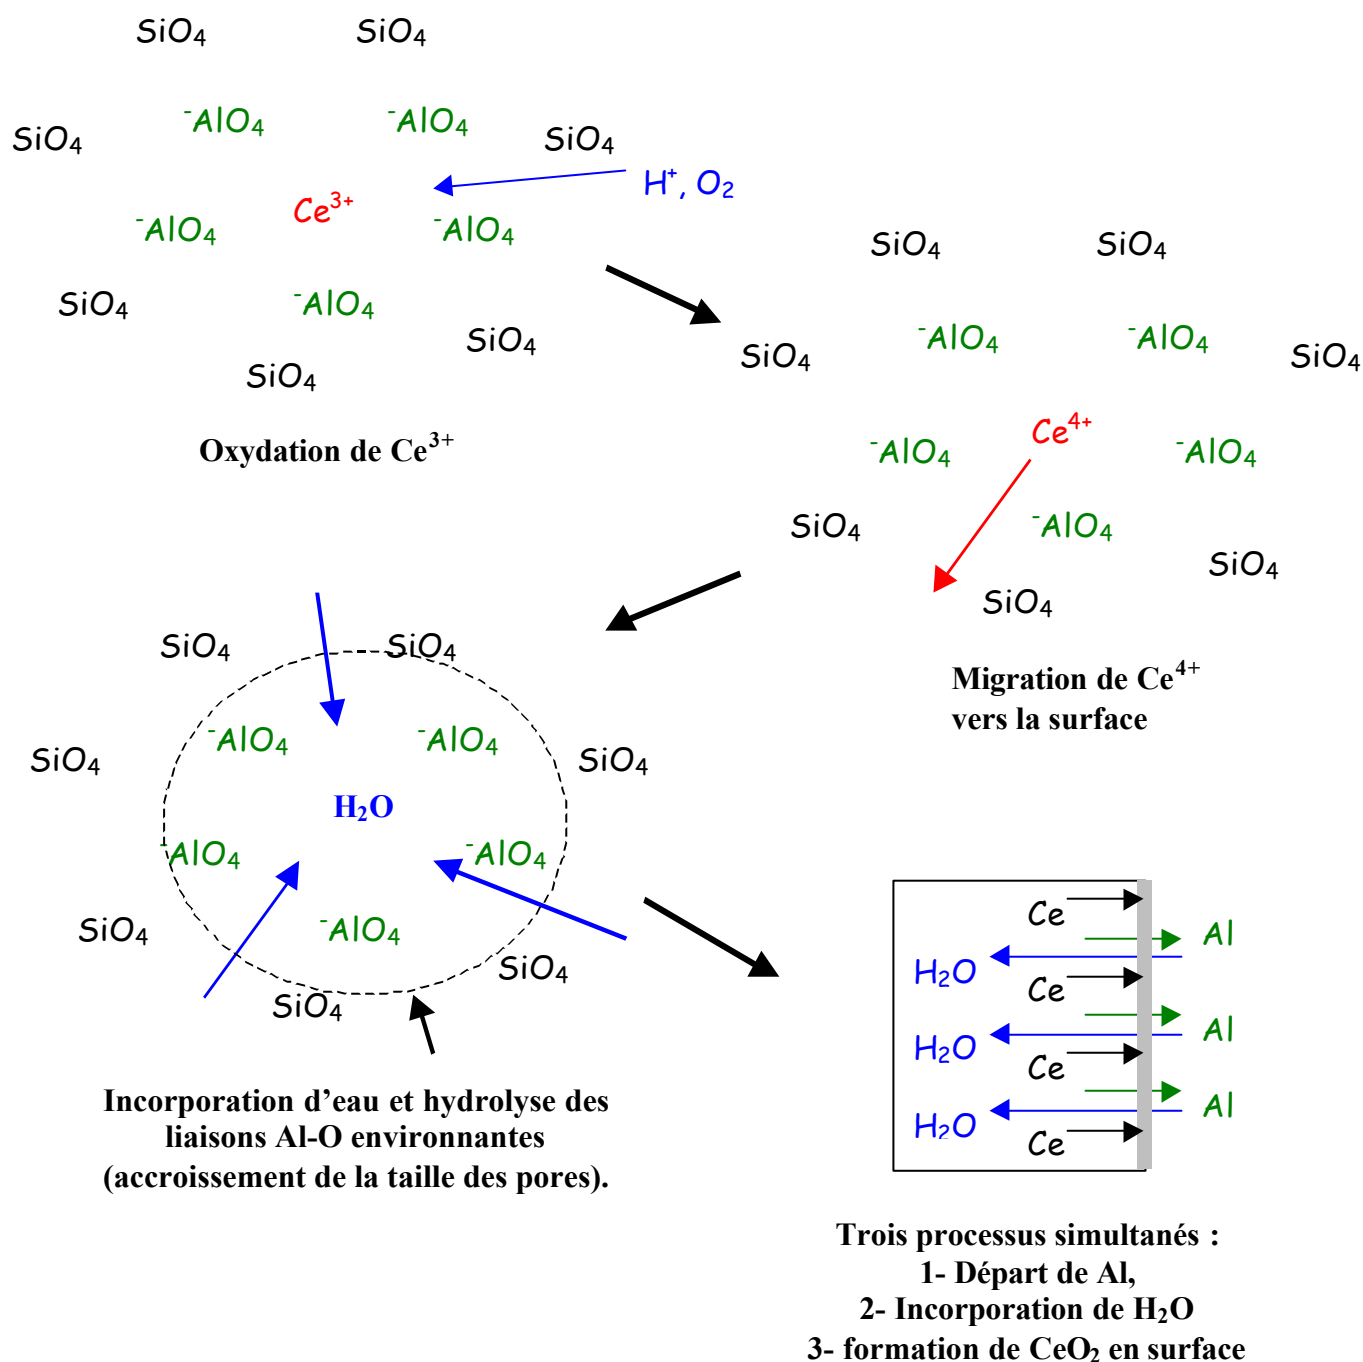 SiO₄ SiO₄
⁻AlO₄ ⁻AlO₄
SiO₄ SiO₄
H⁺, O₂
Ce³⁺
⁻AlO₄ ⁻AlO₄
SiO₄ ⁻AlO₄
SiO₄
SiO₄
Oxydation de Ce³⁺
SiO₄ SiO₄
⁻AlO₄ ⁻AlO₄
SiO₄ SiO₄
Ce⁴⁺
⁻AlO₄ ⁻AlO₄
SiO₄ ⁻AlO₄
SiO₄
SiO₄
Migration de Ce⁴⁺
vers la surface
SiO₄ SiO₄
⁻AlO₄ ⁻AlO₄
SiO₄ SiO₄
H₂O
⁻AlO₄ ⁻AlO₄
SiO₄ ⁻AlO₄
SiO₄
SiO₄
Incorporation d’eau et hydrolyse des
liaisons Al-O environnantes
(accroissement de la taille des pores).
Ce
Al
H₂O
Ce
Al
H₂O
Ce
Al
H₂O
Ce
Trois processus simultanés :
1- Départ de Al,
2- Incorporation de H₂O
3- formation de CeO₂ en surface